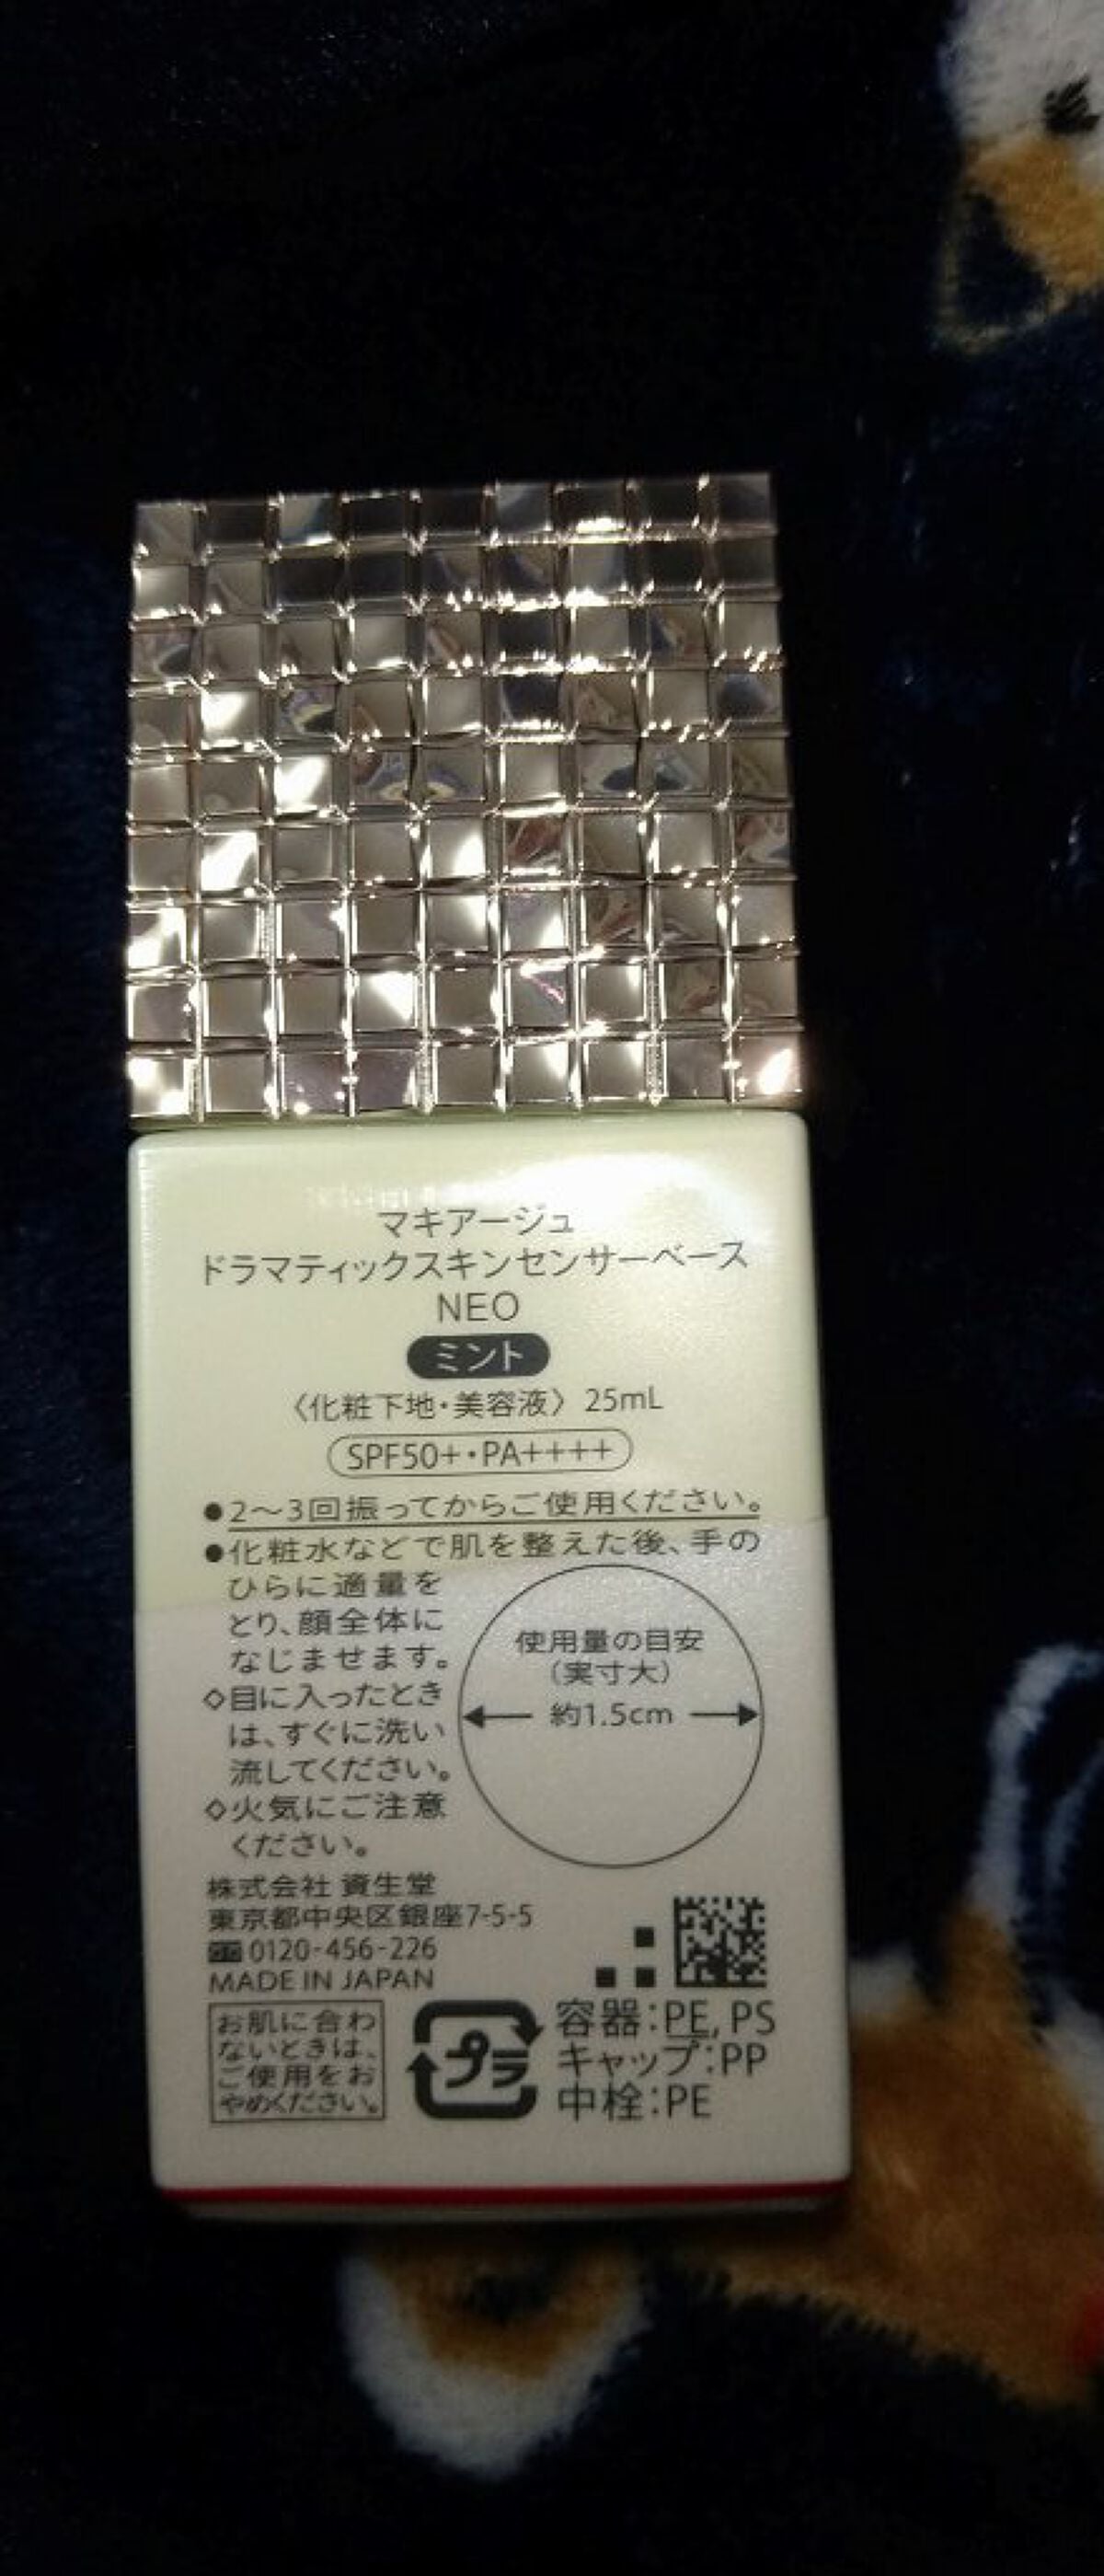 マキアージュ
ドラマティックスキンセンサーベース
NEO
ミント
〈化粧下地・美容液〉 25mL
SPF50+・PA++++
●2〜3回振ってからご使用ください。
●化粧水などで肌を整えた後、手の
ひらに適量を
とり、顔全体に
なじませます。
◇目に入ったとき
は、すぐに洗い
流してください。
◇火気にご注意
ください。
使用量の目安
（実寸大）
約1.5cm
株式会社 資生堂
東京都中央区銀座7-5-5
0120-456-226
MADE IN JAPAN
お肌に合わ
ないときは、
ご使用をお
やめください。
プラ
容器：PE, PS
キャップ：PP
中栓：PE